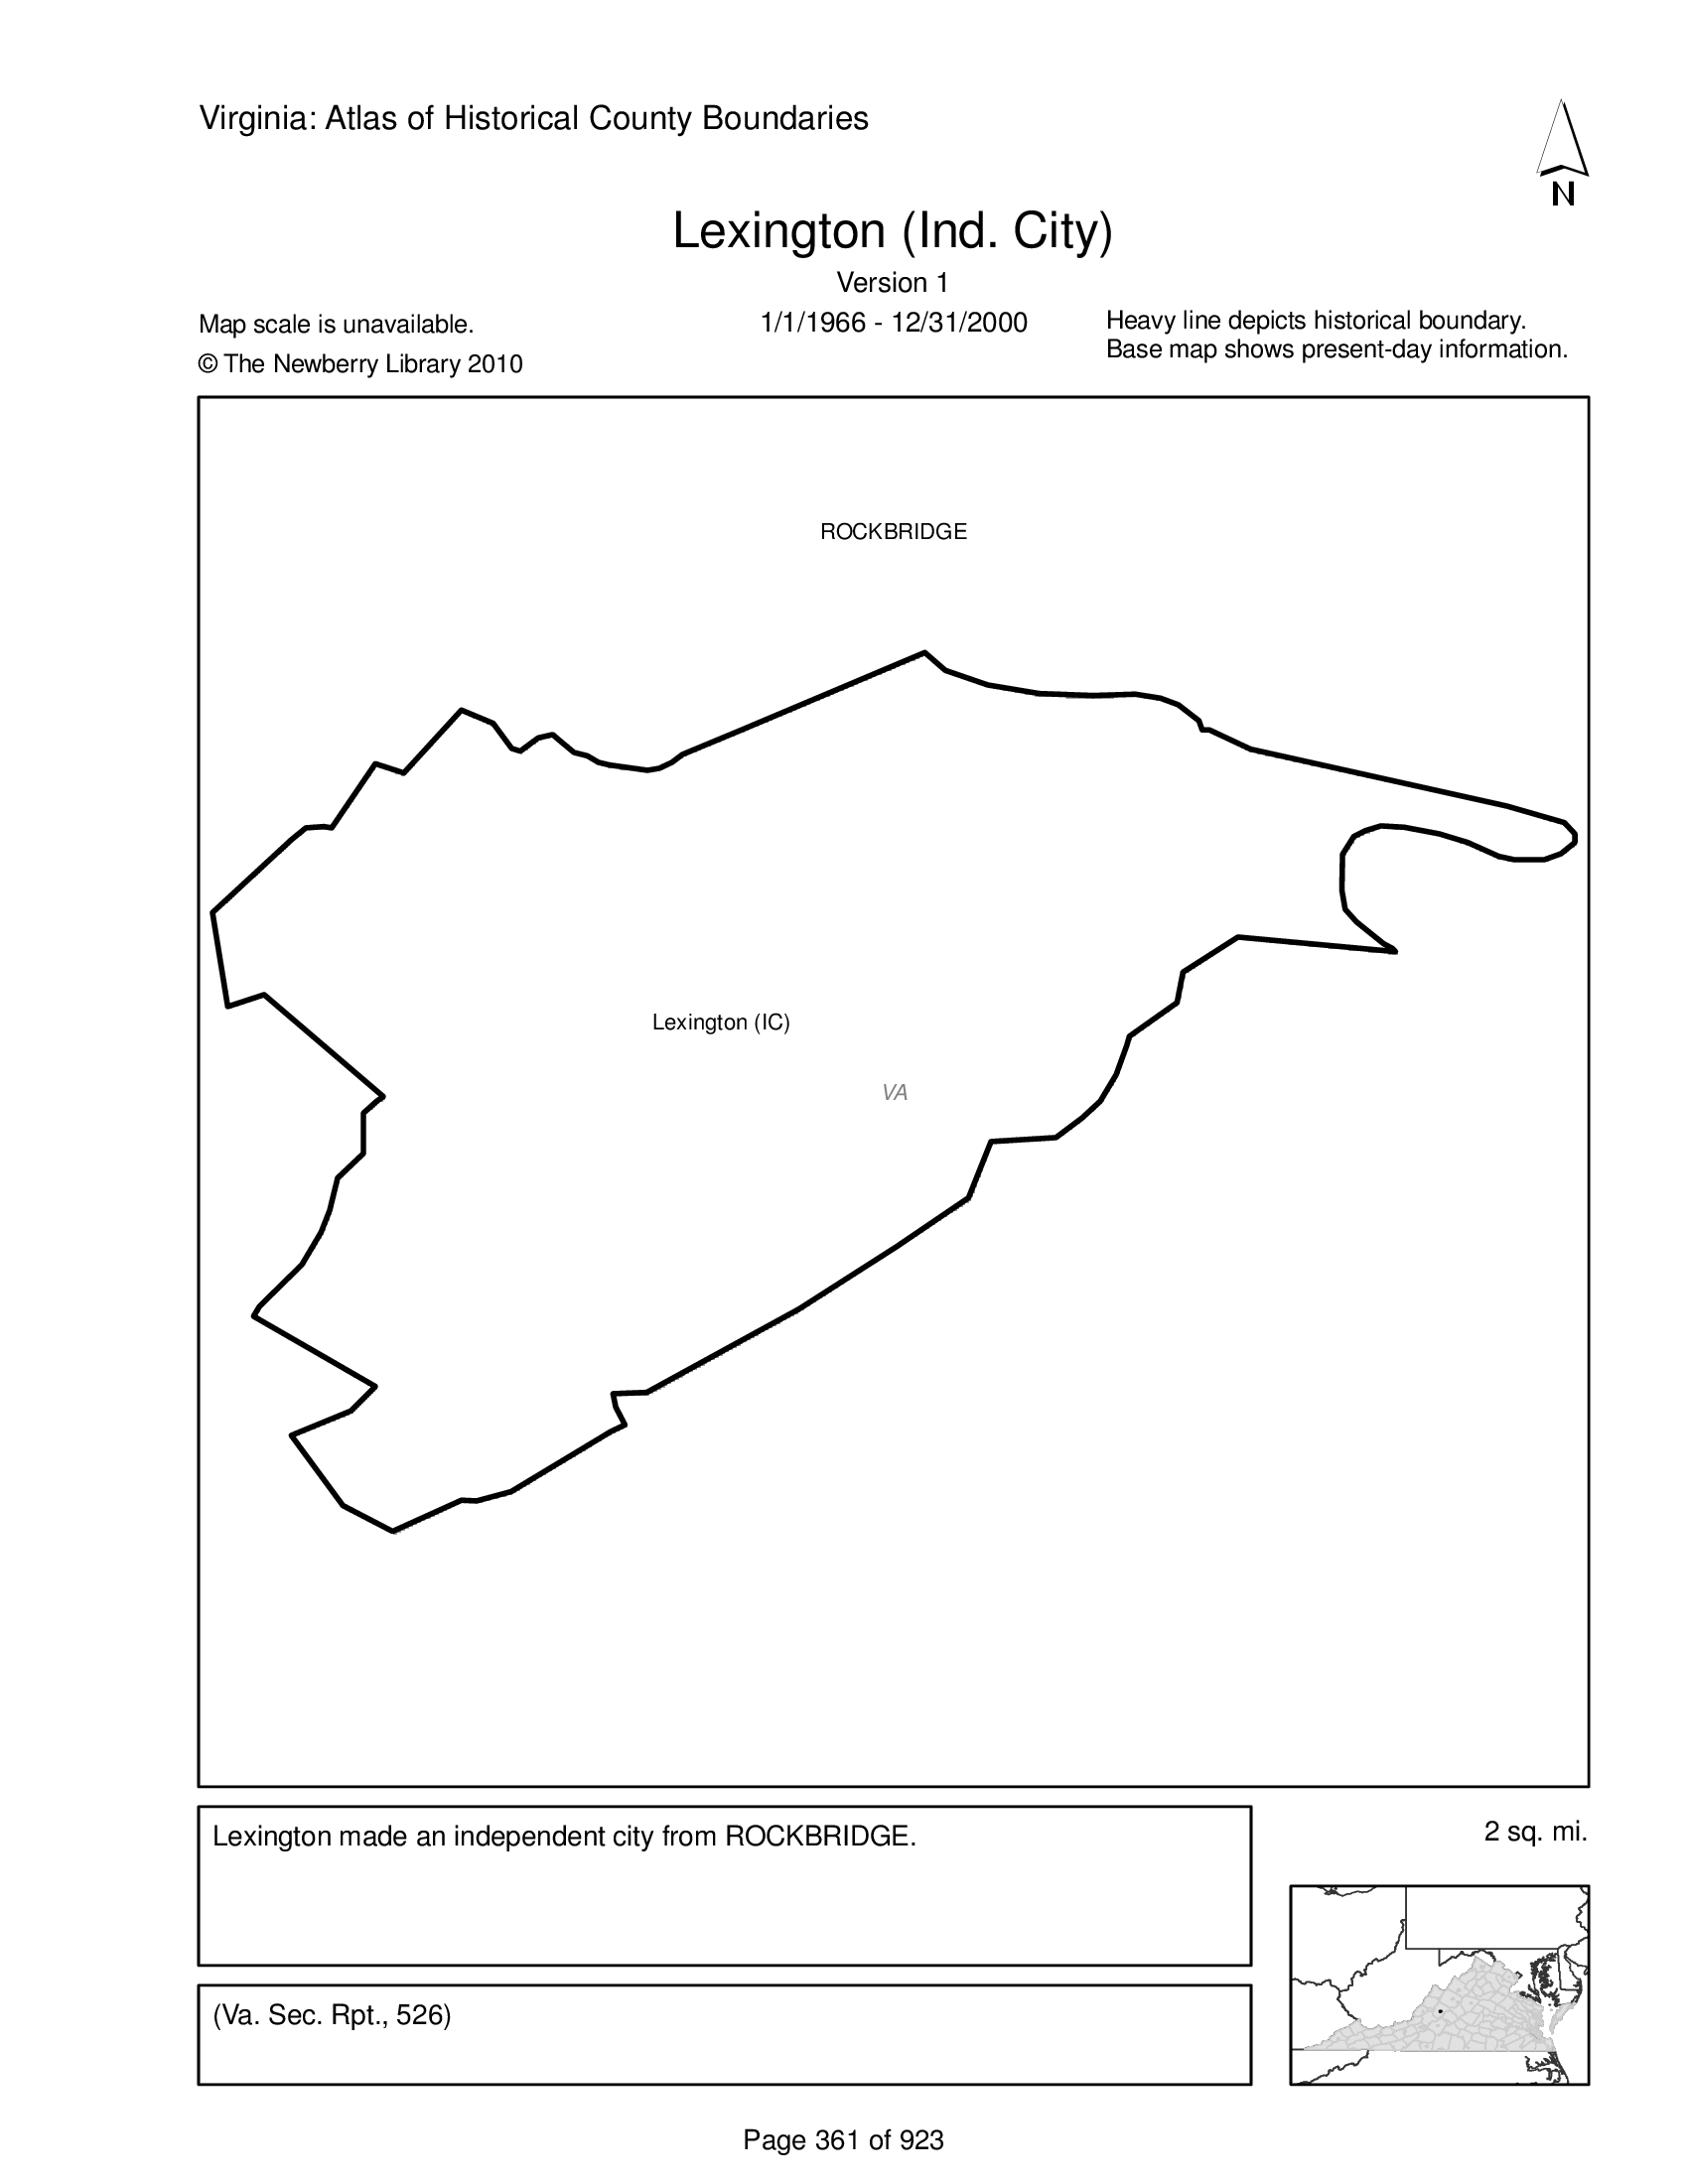 Virginia: Atlas of Historical County Boundaries
N
Lexington (Ind. City)
Version 1
Map scale is unavailable.
1/1/1966 - 12/31/2000
Heavy line depicts historical boundary.
© The Newberry Library 2010
Base map shows present-day information.
ROCKBRIDGE
Lexington (IC)
VA
Lexington made an independent city from ROCKBRIDGE.
2 sq. mi.
(Va. Sec. Rpt., 526)
Page 361 of 923